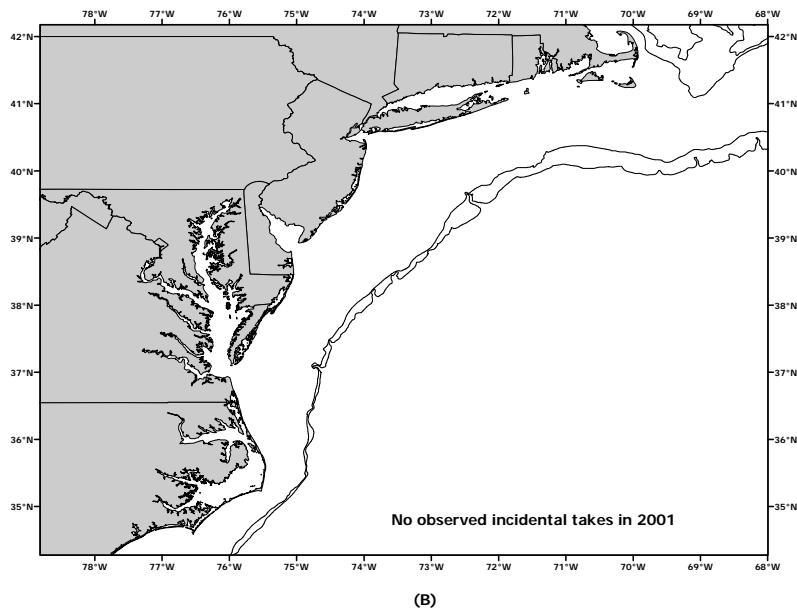 78°W 77°W 76°W 75°W 74°W 73°W 72°W 71°W 70°W 69°W 68°W
42°N 42°N
41°N 41°N
40°N 40°N
39°N 39°N
38°N 38°N
37°N 37°N
36°N 36°N
35°N 35°N
No observed incidental takes in 2001
78°W 77°W 76°W 75°W 74°W 73°W 72°W 71°W 70°W 69°W 68°W
(B)